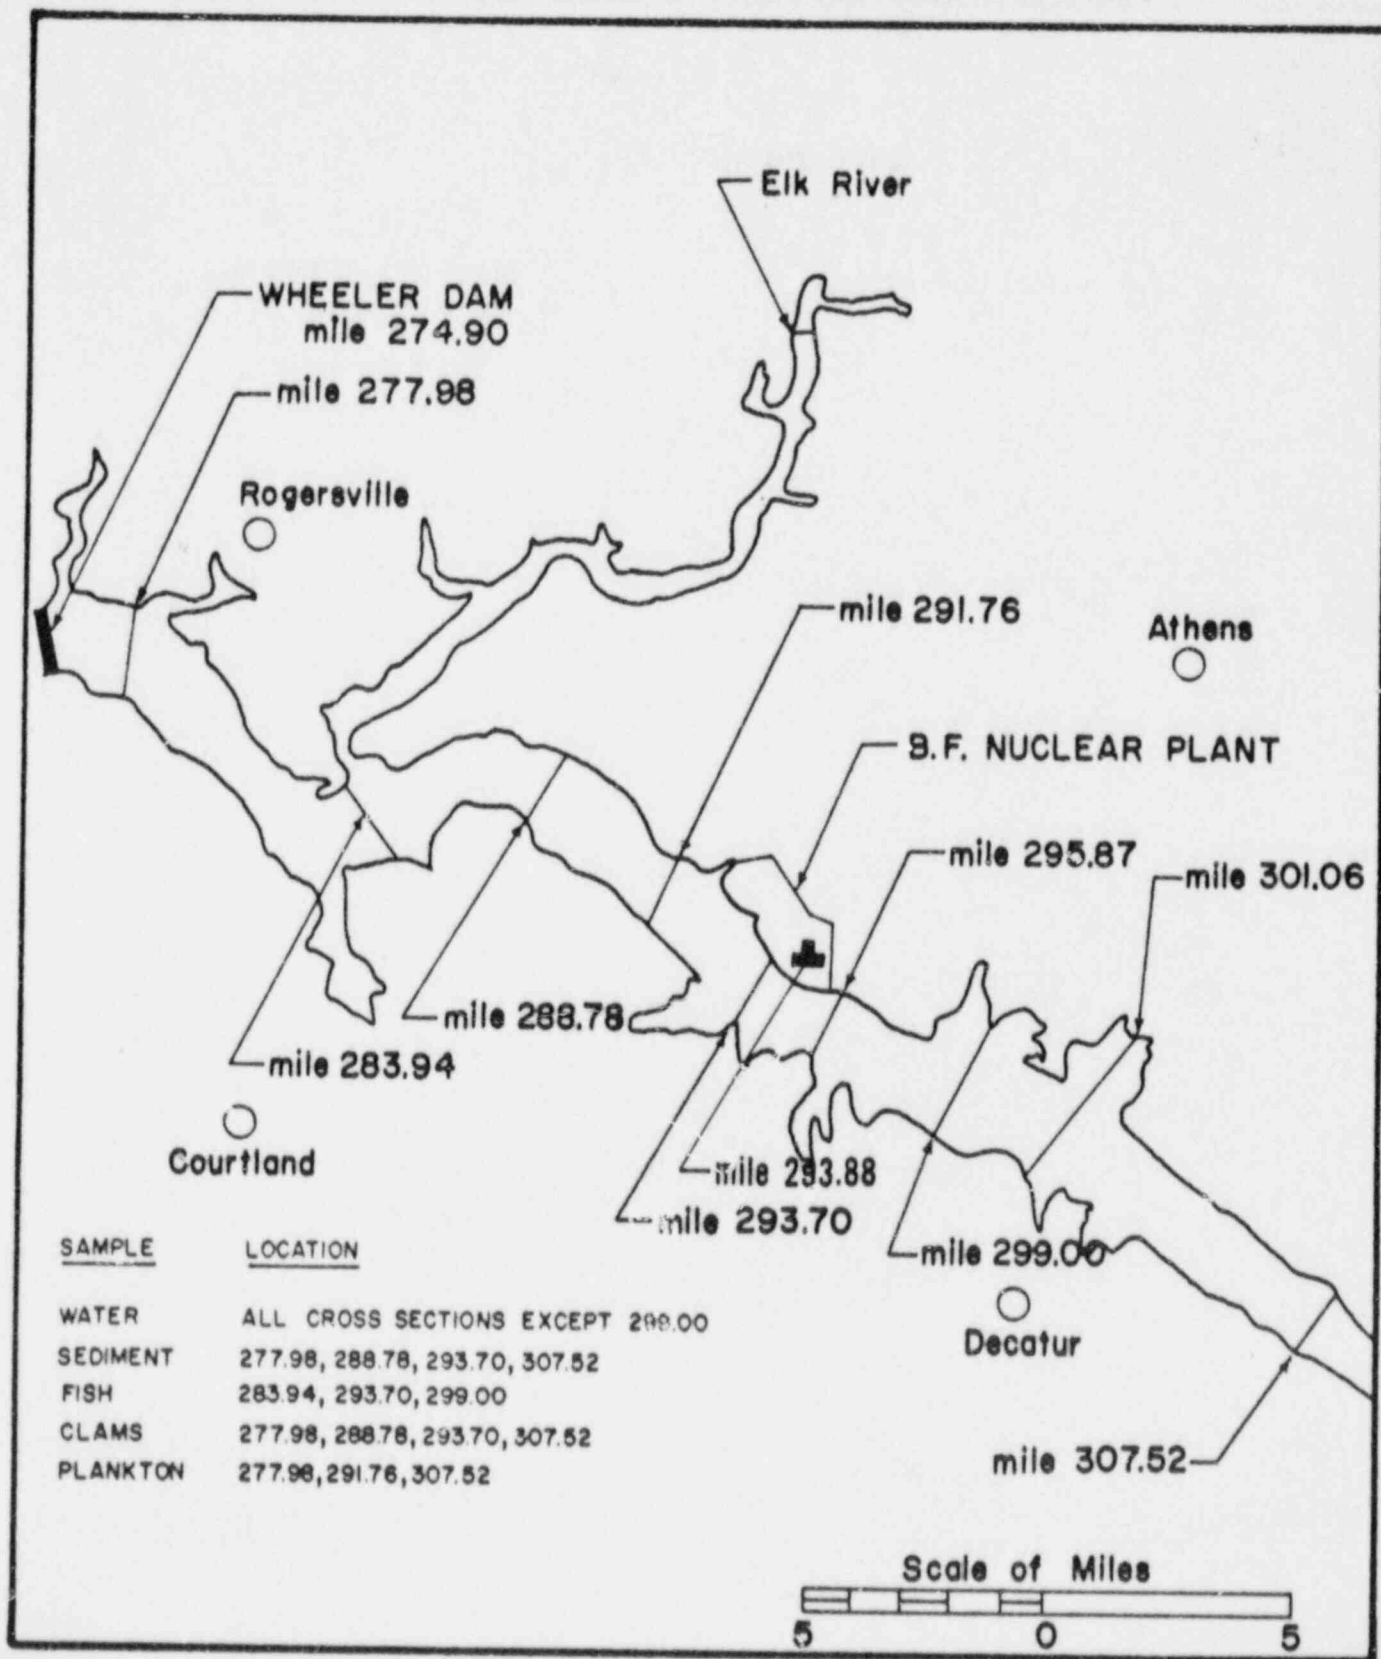 Elk River
WHEELER DAM
mile 274.90
mile 277.98
Rogersville
mile 291.76
Athens
B.F. NUCLEAR PLANT
mile 295.87
mile 301.06
mile 288.78
mile 283.94
Courtland
mile 293.88
mile 293.70
mile 299.00
Decatur
mile 307.52
SAMPLE LOCATION
WATER ALL CROSS SECTIONS EXCEPT 299.00
SEDIMENT 277.98, 288.78, 293.70, 307.52
FISH 283.94, 293.70, 299.00
CLAMS 277.98, 288.78, 293.70, 307.52
PLANKTON 277.98, 291.76, 307.52
Scale of Miles
5 0 5